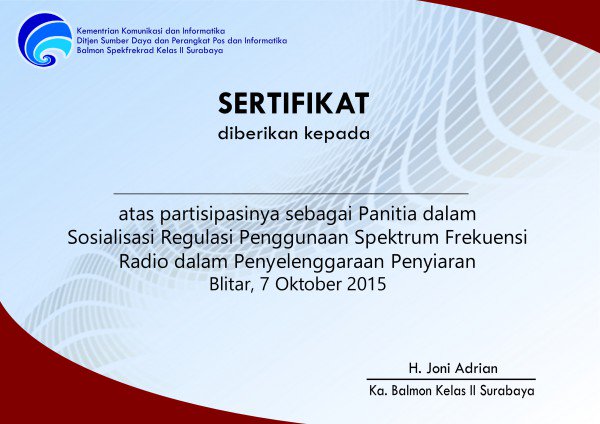 Kementrian Komunikasi dan Informatika
Ditjen Sumber Daya dan Perangkat Pos dan Informatika
Balmon Spekfrekrad Kelas II Surabaya
SERTIFIKAT
diberikan kepada
atas partisipasinya sebagai Panitia dalam
Sosialisasi Regulasi Penggunaan Spektrum Frekuensi
Radio dalam Penyelenggaraan Penyiaran
Blitar, 7 Oktober 2015
H. Joni Adrian
Ka. Balmon Kelas II Surabaya